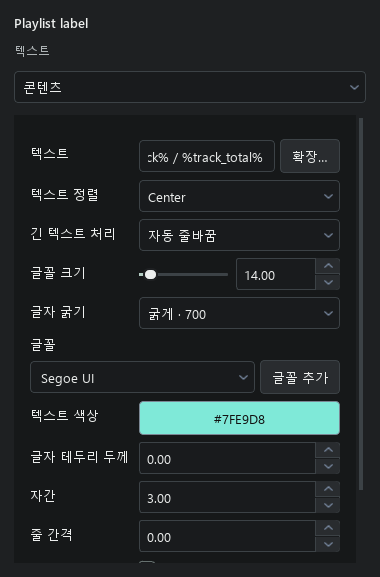 Playlist label
텍스트
콘텐츠
텍스트
ck% / %track_total%
확장...
텍스트 정렬
Center
긴 텍스트 처리
자동 줄바꿈
글꼴 크기
14.00
글자 굵기
굵게 · 700
글꼴
Segoe UI
글꼴 추가
텍스트 색상
#7FE9D8
글자 테두리 두께
0.00
자간
3.00
줄 간격
0.00